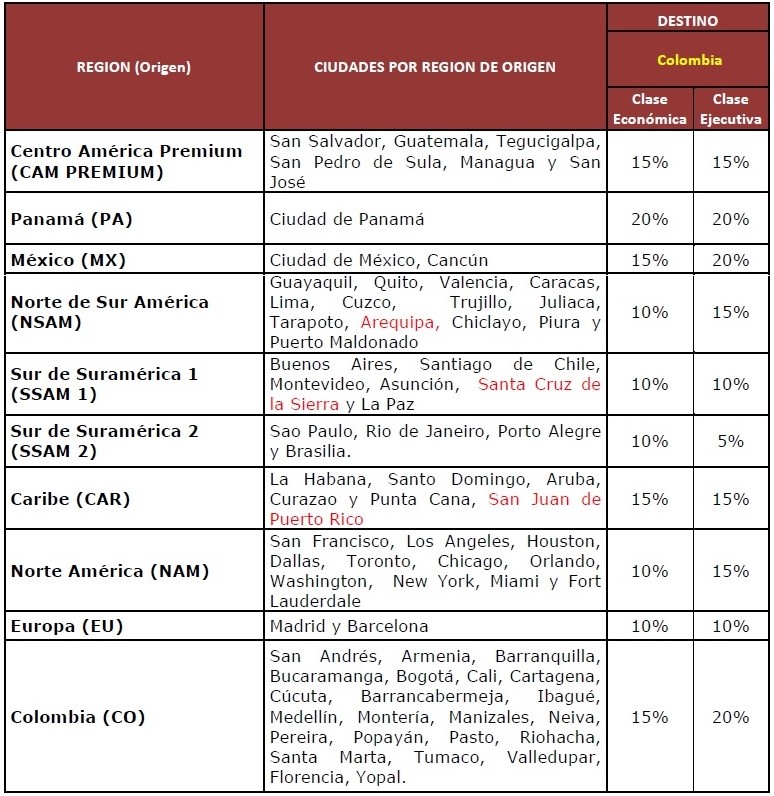 REGION (Origen)
CIUDADES POR REGION DE ORIGEN
DESTINO
Colombia
Clase
Económica
Clase
Ejecutiva
Centro América Premium
(CAM PREMIUM)
San Salvador, Guatemala, Tegucigalpa,
San Pedro de Sula, Managua y San
José
15%
15%
Panamá (PA)
Ciudad de Panamá
20%
20%
México (MX)
Ciudad de México, Cancún
15%
20%
Norte de Sur América
(NSAM)
Guayaquil, Quito, Valencia, Caracas,
Lima, Cuzco, Trujillo, Juliaca,
Tarapoto, Arequipa, Chiclayo, Piura y
Puerto Maldonado
10%
15%
Sur de Suramérica 1
(SSAM 1)
Buenos Aires, Santiago de Chile,
Montevideo, Asunción, Santa Cruz de
la Sierra y La Paz
10%
10%
Sur de Suramérica 2
(SSAM 2)
Sao Paulo, Rio de Janeiro, Porto Alegre
y Brasilia.
10%
5%
Caribe (CAR)
La Habana, Santo Domingo, Aruba,
Curazao y Punta Cana, San Juan de
Puerto Rico
15%
15%
Norte América (NAM)
San Francisco, Los Angeles, Houston,
Dallas, Toronto, Chicago, Orlando,
Washington, New York, Miami y Fort
Lauderdale
10%
15%
Europa (EU)
Madrid y Barcelona
10%
10%
Colombia (CO)
San Andrés, Armenia, Barranquilla,
Bucaramanga, Bogotá, Cali, Cartagena,
Cúcuta, Barrancabermeja, Ibagué,
Medellín, Montería, Manizales, Neiva,
Pereira, Popayán, Pasto, Riohacha,
Santa Marta, Tumaco, Valledupar,
Florencia, Yopal.
15%
20%